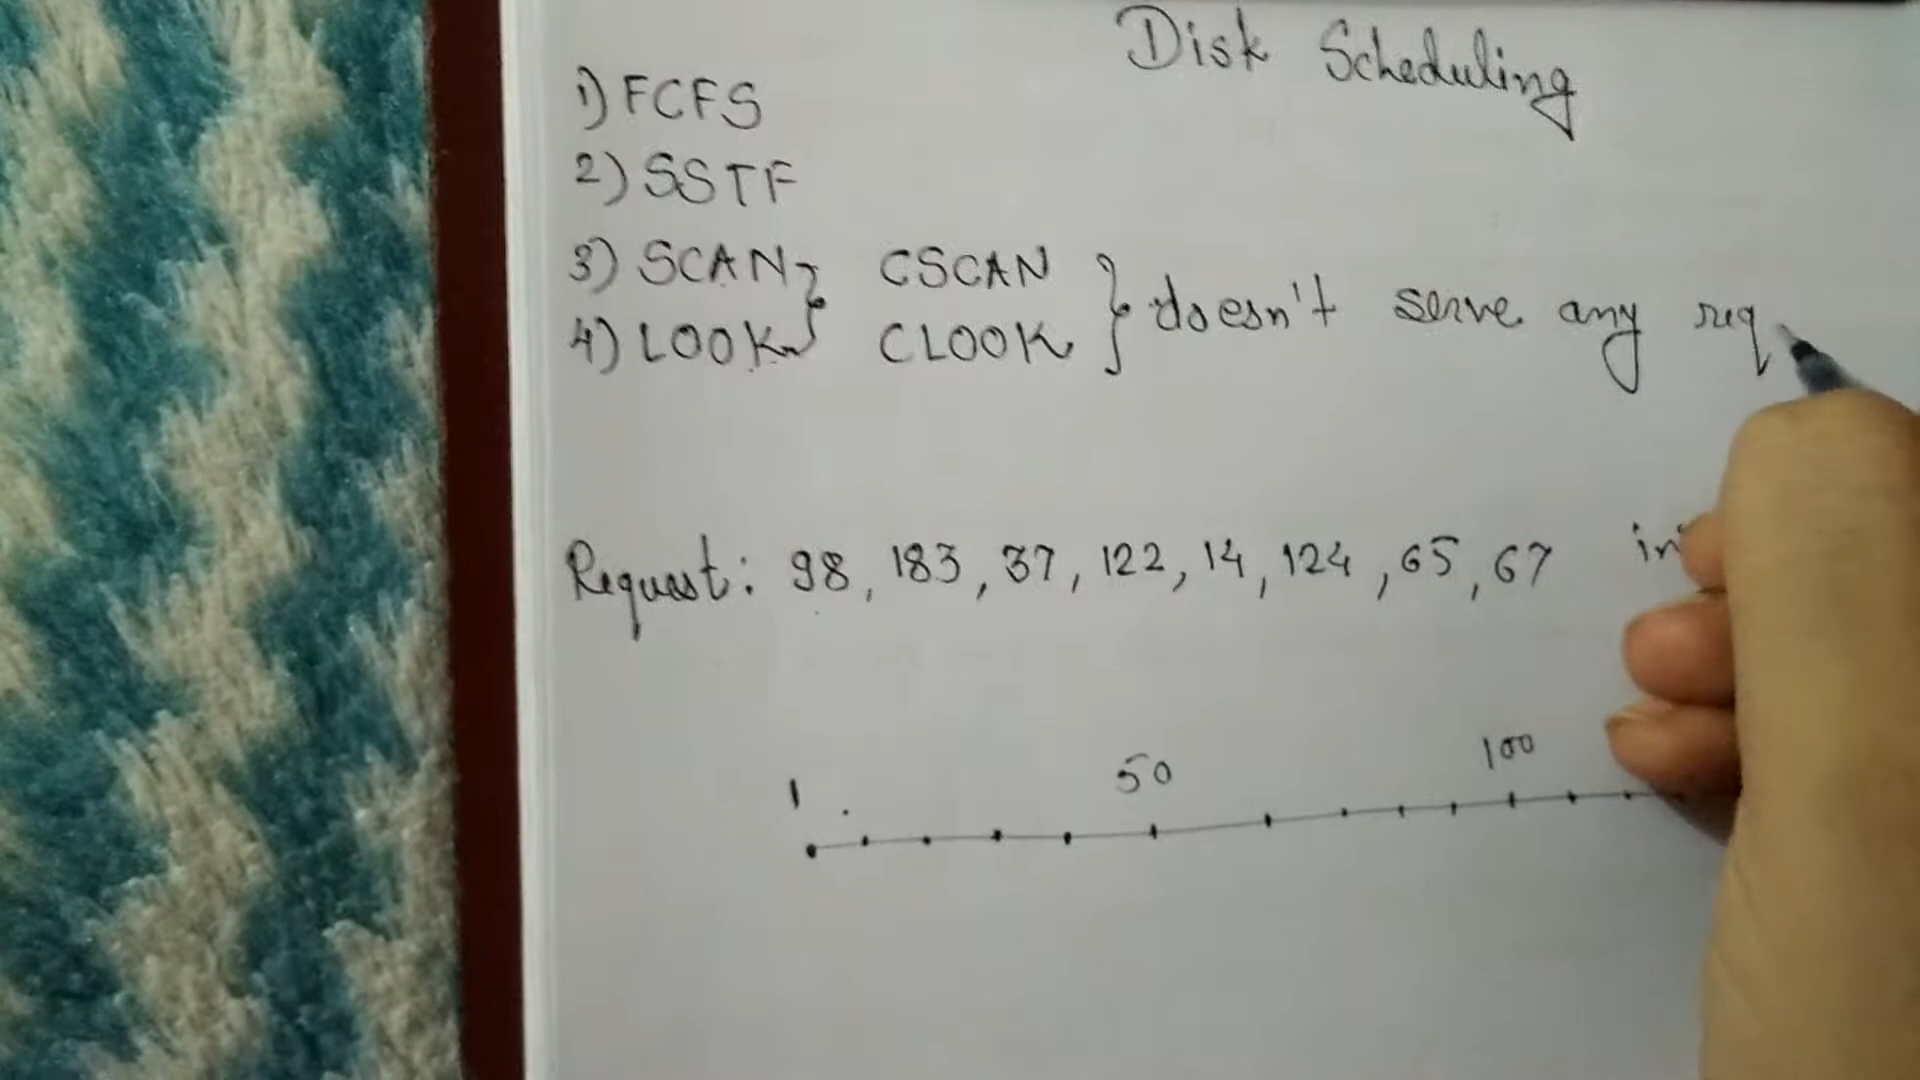 Disk Scheduling
1) FCFS
2) SSTF
3) SCAN } CSCAN } doesn't serve any req
4) LOOK CLOOK
Request: 98, 183, 37, 122, 14, 124, 65, 67
1 50 100